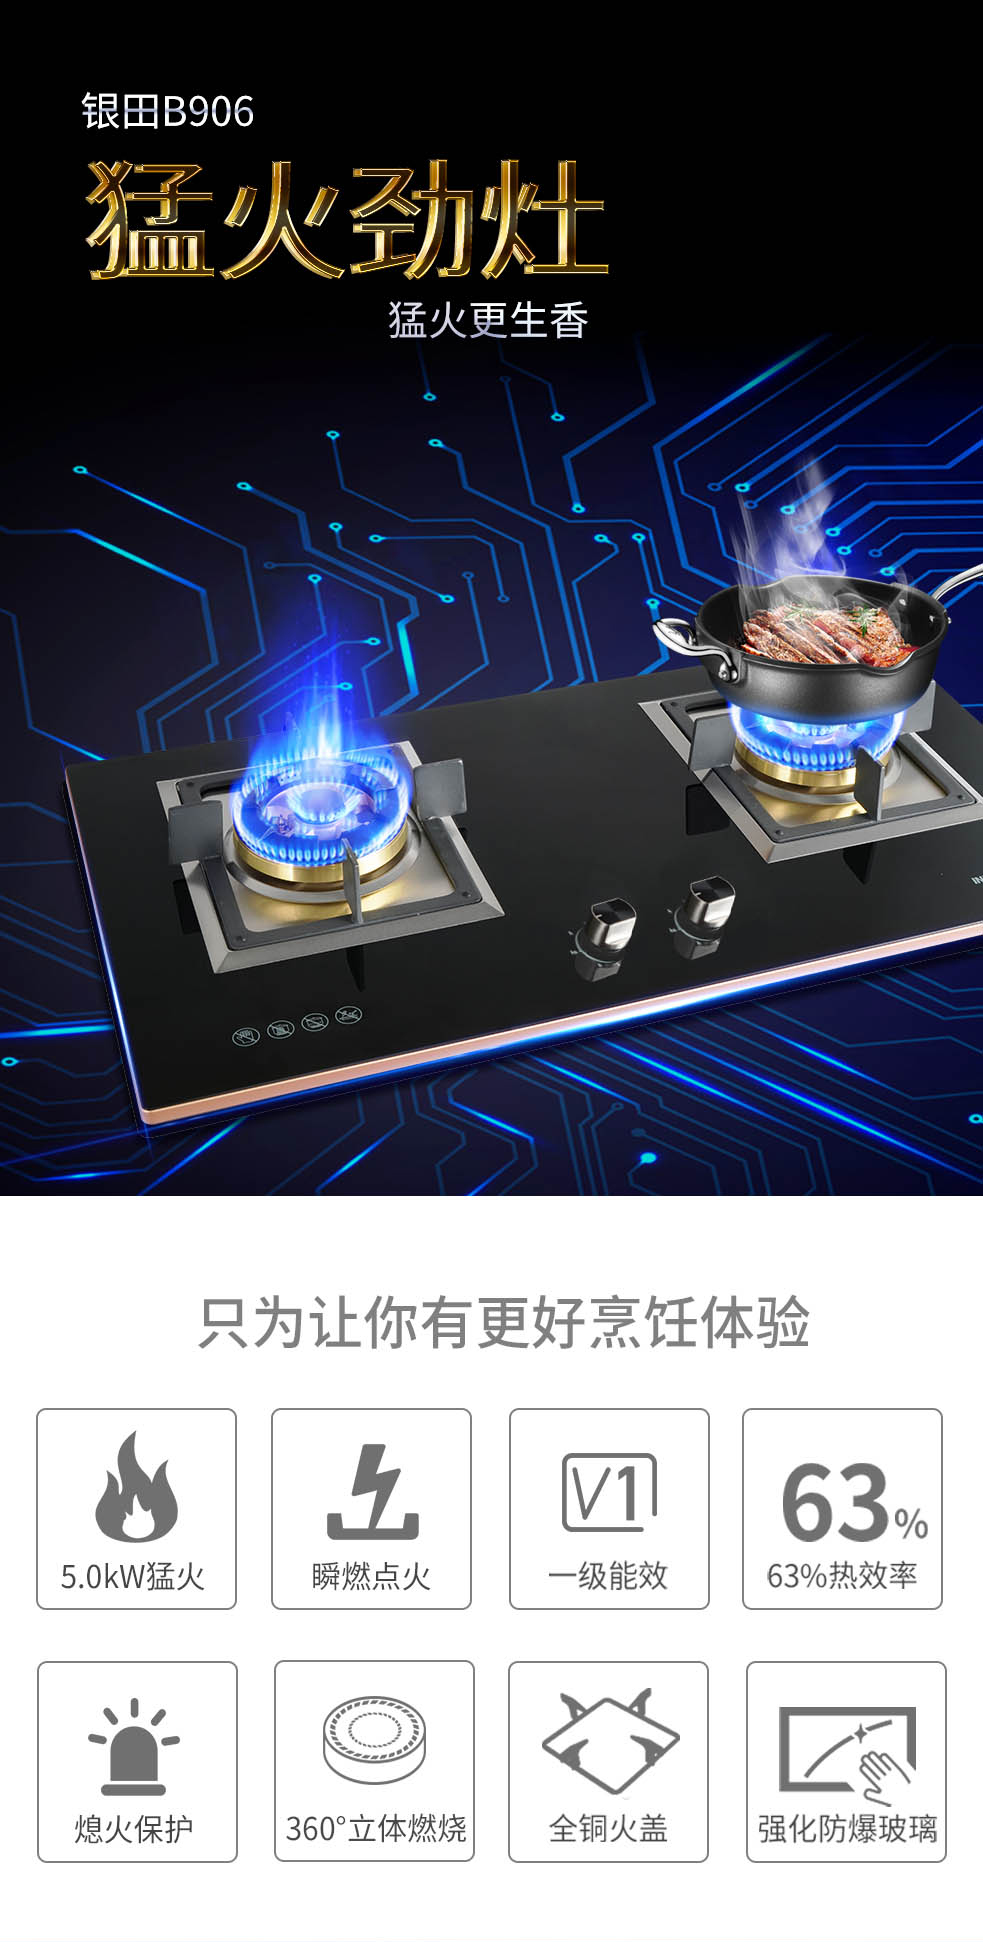 银田B906
猛火劲灶
猛火更生香
IN
只为让你有更好烹饪体验
5.0kW猛火
瞬燃点火
V1
一级能效
63%
63%热效率
熄火保护
360°立体燃烧
全铜火盖
强化防爆玻璃